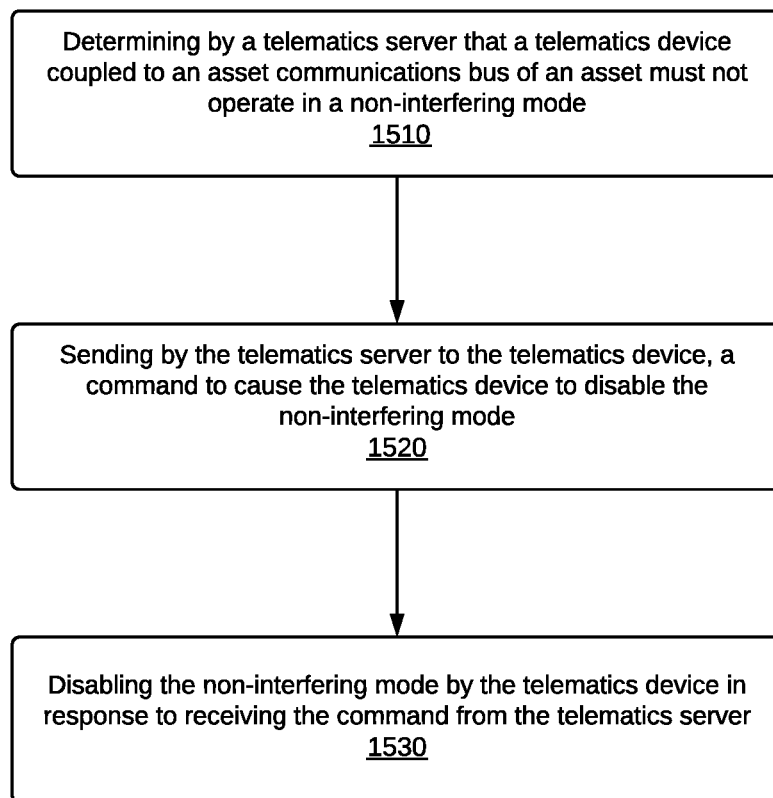 Determining by a telematics server that a telematics device
coupled to an asset communications bus of an asset must not
operate in a non-interfering mode
1510
Sending by the telematics server to the telematics device, a
command to cause the telematics device to disable the
non-interfering mode
1520
Disabling the non-interfering mode by the telematics device in
response to receiving the command from the telematics server
1530